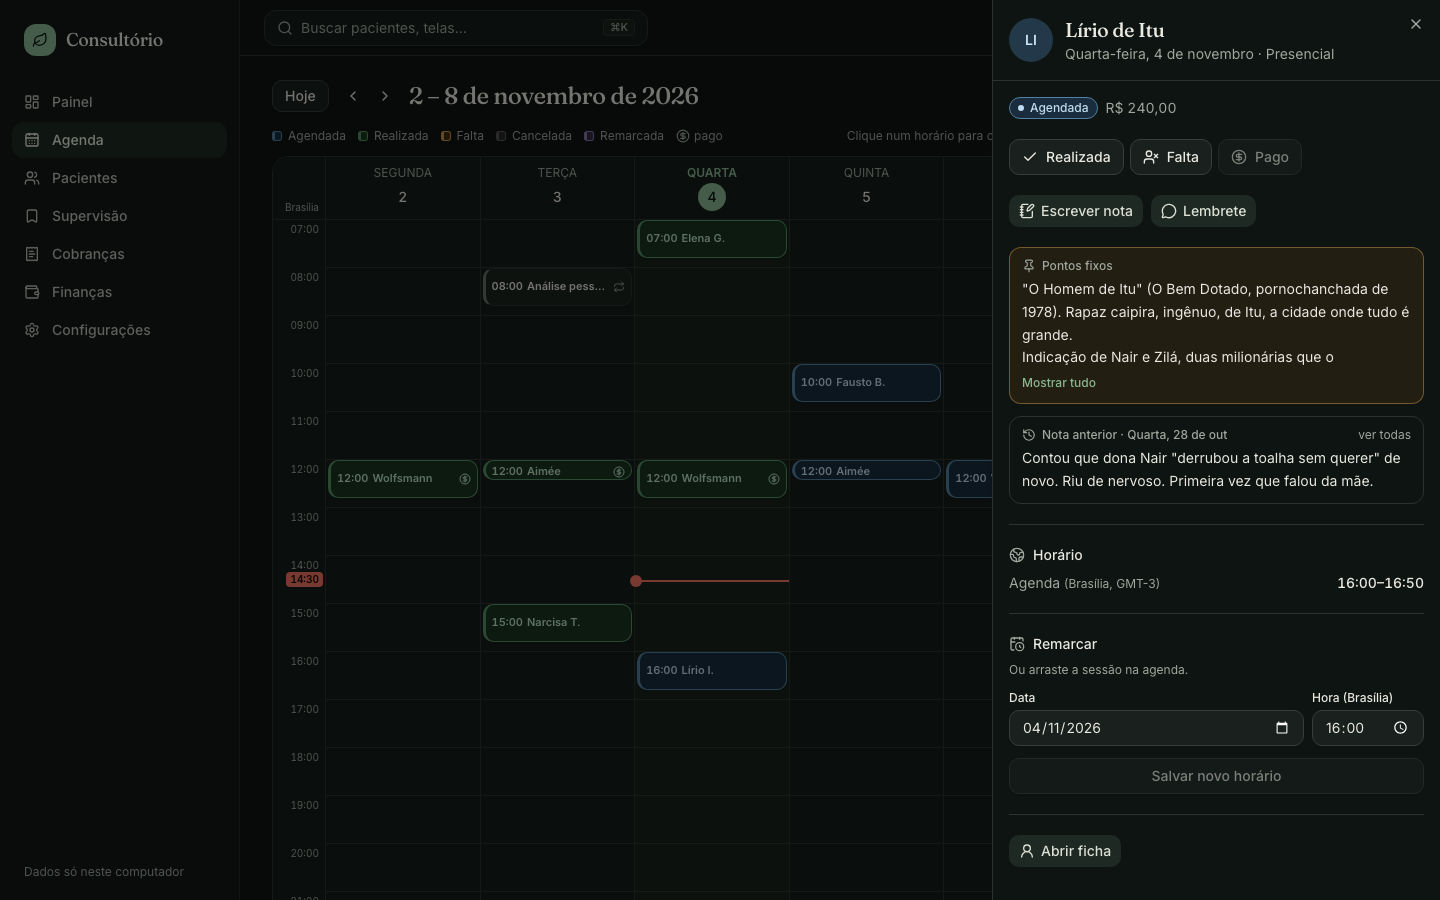 Consultório
Painel
Agenda
Pacientes
Supervisão
Cobranças
Finanças
Configurações
Dados só neste computador
Buscar pacientes, telas...
⌘K
Hoje
2 – 8 de novembro de 2026
Agendada
Realizada
Falta
Cancelada
Remarcada
pago
Clique num horário para c
Brasília
SEGUNDA
2
TERÇA
3
QUARTA
4
QUINTA
5
07:00
08:00
09:00
10:00
11:00
12:00
13:00
14:00
14:30
15:00
16:00
17:00
18:00
19:00
20:00
21:00
12:00 Wolfsmann
08:00 Análise pess...
12:00 Aimée
15:00 Narcisa T.
07:00 Elena G.
12:00 Wolfsmann
16:00 Lírio I.
10:00 Fausto B.
12:00 Aimée
12:00
LI
Lírio de Itu
Quarta-feira, 4 de novembro · Presencial
Agendada
R$ 240,00
Realizada
Falta
Pago
Escrever nota
Lembrete
Pontos fixos
"O Homem de Itu" (O Bem Dotado, pornochanchada de
1978). Rapaz caipira, ingênuo, de Itu, a cidade onde tudo é
grande.
Indicação de Nair e Zilá, duas milionárias que o
Mostrar tudo
Nota anterior · Quarta, 28 de out
ver todas
Contou que dona Nair "derrubou a toalha sem querer" de
novo. Riu de nervoso. Primeira vez que falou da mãe.
Horário
Agenda (Brasília, GMT-3)
16:00–16:50
Remarcar
Ou arraste a sessão na agenda.
Data
Hora (Brasília)
04/11/2026
16:00
Salvar novo horário
Abrir ficha